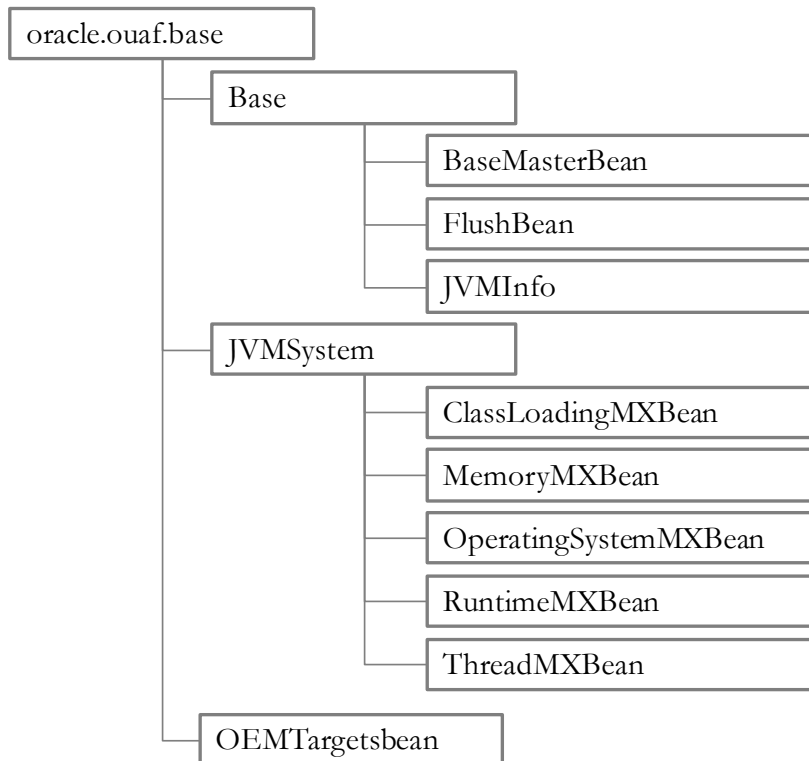 oracle.ouaf.base
Base
BaseMasterBean
FlushBean
JVMInfo
JVMSystem
ClassLoadingMXBean
MemoryMXBean
OperatingSystemMXBean
RuntimeMXBean
ThreadMXBean
OEMTargetsbean